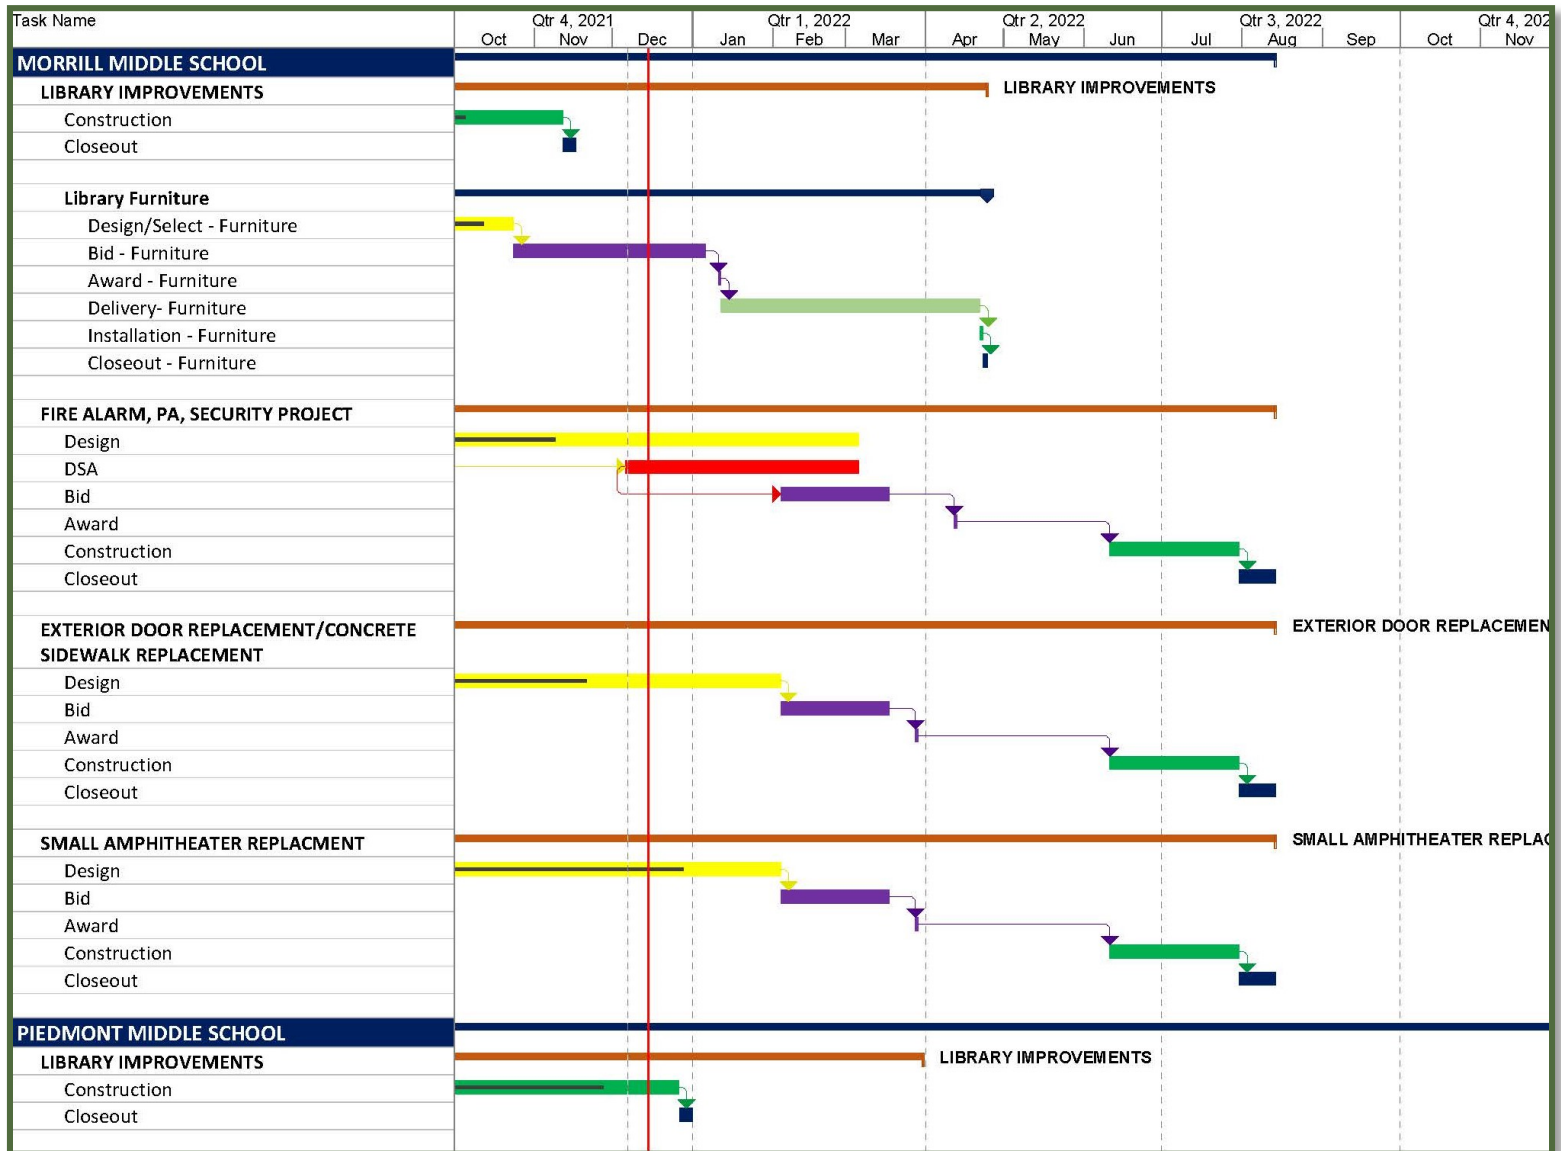 Task Name
Qtr 4, 2021 Qtr 1, 2022 Qtr 2, 2022 Qtr 3, 2022 Qtr 4, 202
Oct Nov Dec Jan Feb Mar Apr May Jun Jul Aug Sep Oct Nov
MORRILL MIDDLE SCHOOL
LIBRARY IMPROVEMENTS LIBRARY IMPROVEMENTS
Construction
Closeout
Library Furniture
Design/Select - Furniture
Bid - Furniture
Award - Furniture
Delivery- Furniture
Installation - Furniture
Closeout - Furniture
FIRE ALARM, PA, SECURITY PROJECT
Design
DSA
Bid
Award
Construction
Closeout
EXTERIOR DOOR REPLACEMENT/CONCRETE EXTERIOR DOOR REPLACEMEN
SIDEWALK REPLACEMENT
Design
Bid
Award
Construction
Closeout
SMALL AMPHITHEATER REPLACMENT SMALL AMPHITHEATER REPLAC
Design
Bid
Award
Construction
Closeout
PIEDMONT MIDDLE SCHOOL
LIBRARY IMPROVEMENTS LIBRARY IMPROVEMENTS
Construction
Closeout